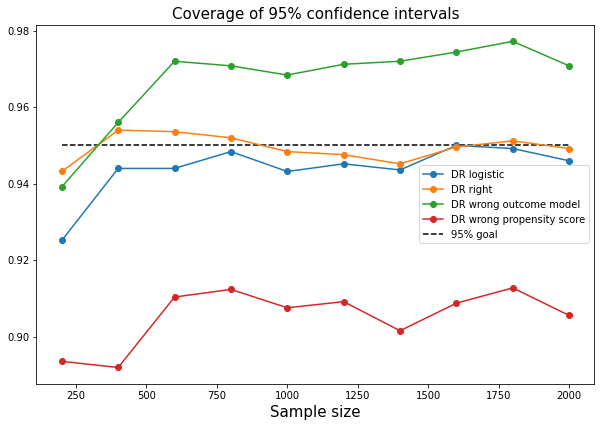 Coverage of 95% confidence intervals
0.98
0.96
0.94
0.92
0.90
DR logistic
DR right
DR wrong outcome model
DR wrong propensity score
95% goal
250 500 750 1000 1250 1500 1750 2000
Sample size